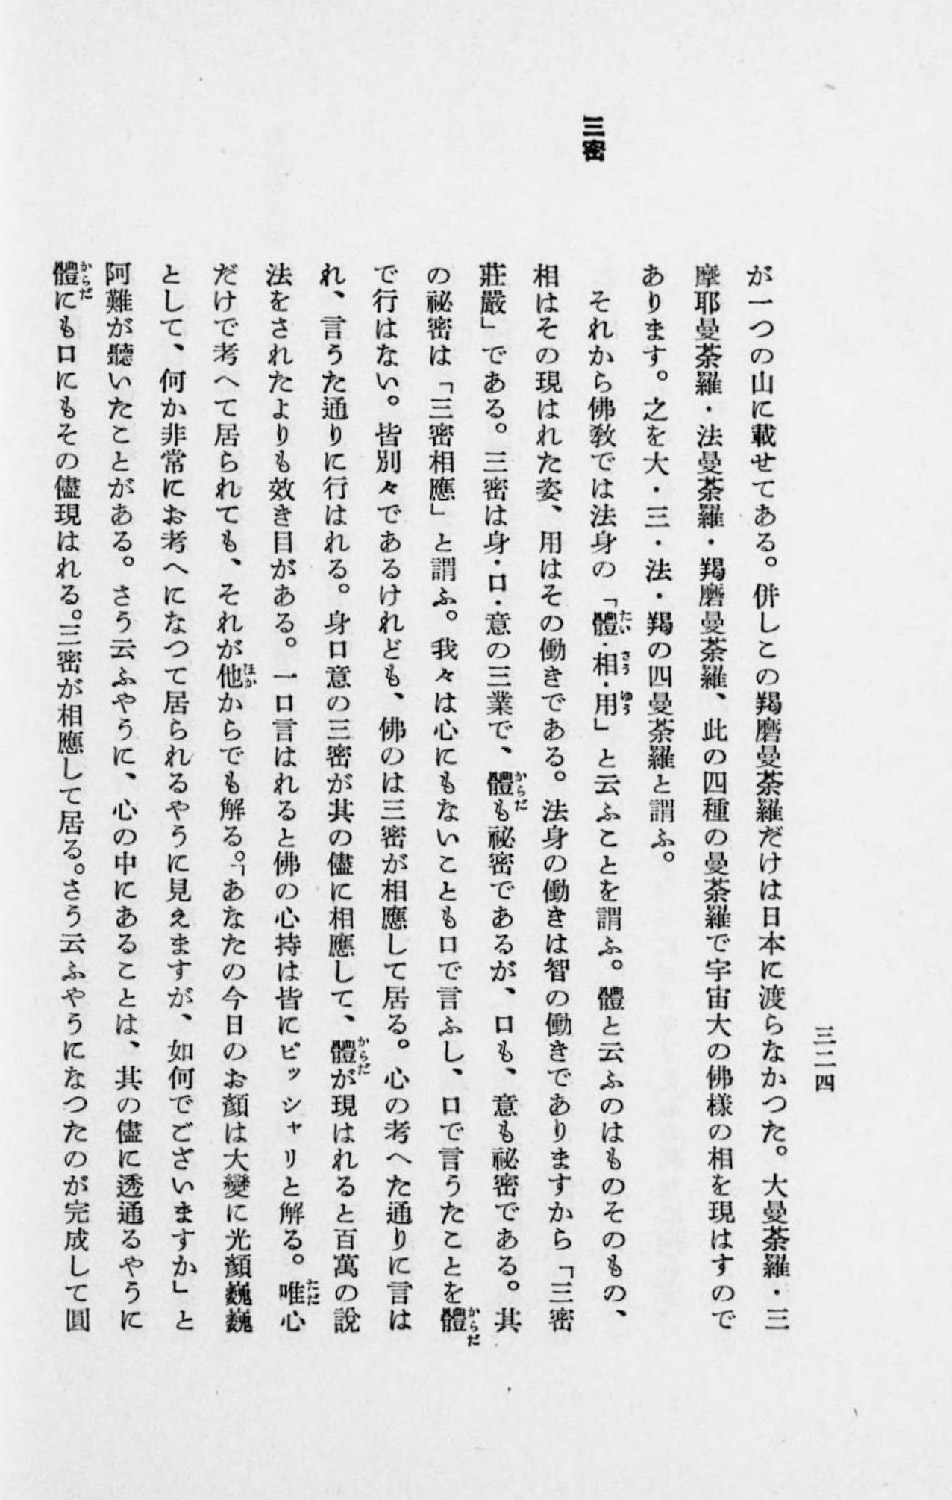 三密
三二四
が一つの山に載せてある。併しこの羯磨曼荼羅だけは日本に渡らなかつた。大曼荼羅・三
摩耶曼荼羅・法曼荼羅・羯磨曼荼羅、此の四種の曼荼羅で宇宙大の佛樣の相を現はすので
あります。之を大・三・法・羯の四曼荼羅と謂ふ。
それから佛敎では法身の「體・相・用」と云ふことを謂ふ。體と云ふのはものそのもの、
相はその現はれた姿、用はその働きである。法身の働きは智の働きでありますから「三密
莊嚴」である。三密は身・口・意の三業で、體も祕密であるが、口も、意も祕密である。其
の祕密は「三密相應」と謂ふ。我々は心にもないことも口で言ふし、口で言うたことを體
で行はない。皆別々であるけれども、佛のは三密が相應して居る。心の考へた通りに言は
れ、言うた通りに行はれる。身口意の三密が其の儘に相應して、體が現はれると百萬の說
法をされたよりも效き目がある。一口言はれると佛の心持は皆にピッシャリと解る。唯心
だけで考へて居られても、それが他からでも解る。「あなたの今日のお顏は大變に光顏巍巍
として、何か非常にお考へになつて居られるやうに見えますが、如何でございますか」と
阿難が聽いたことがある。さう云ふやうに、心の中にあることは、其の儘に透通るやうに
體にも口にもその儘現はれる。三密が相應して居る。さう云ふやうになつたのが完成して圓